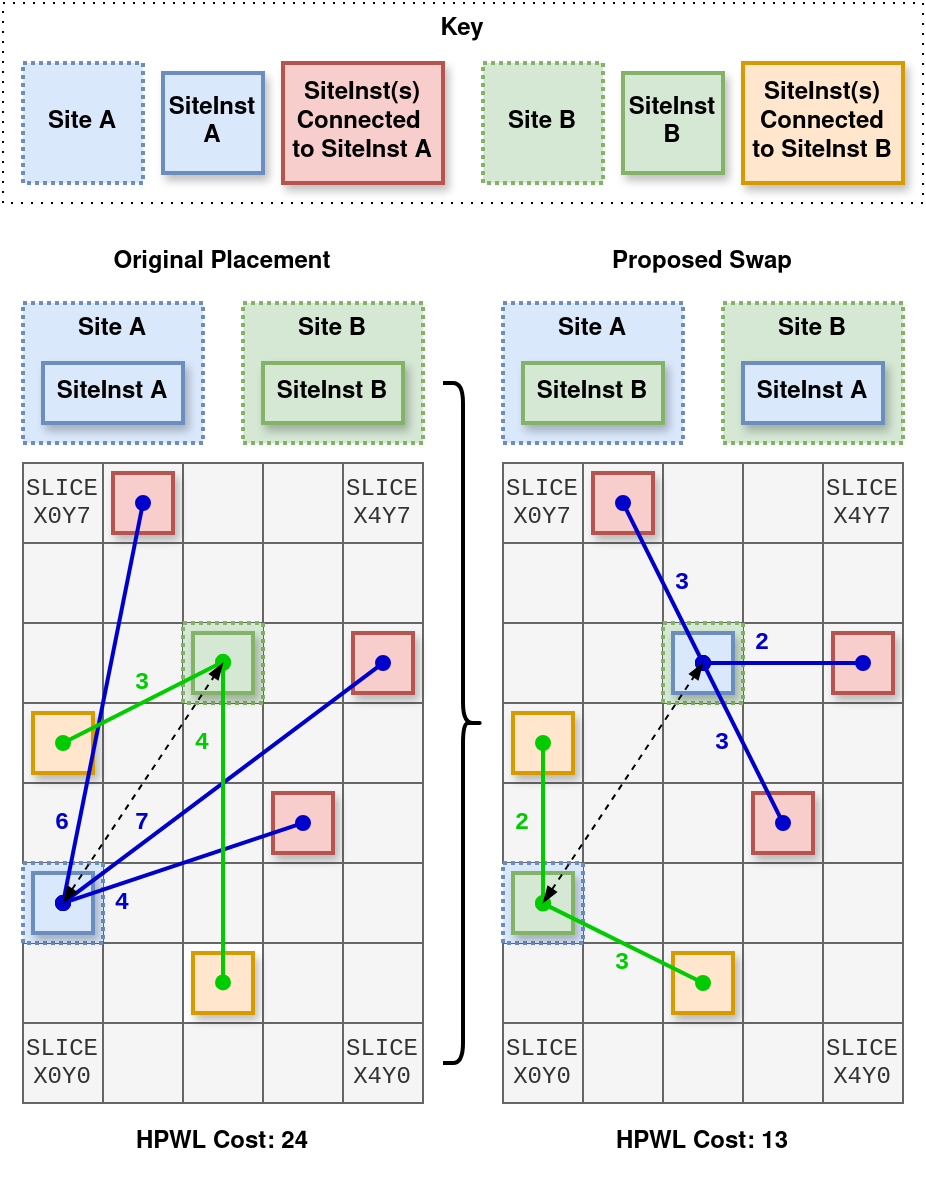 Key
Site A
SiteInst
A
SiteInst(s)
Connected
to SiteInst A
Site B
SiteInst
B
SiteInst(s)
Connected
to SiteInst B
Original Placement
Proposed Swap
Site A
SiteInst A
Site B
SiteInst B
Site A
SiteInst B
Site B
SiteInst A
SLICE
X0Y7
SLICE
X4Y7
3
4
6
7
4
SLICE
X0Y0
SLICE
X4Y0
HPWL Cost: 24
SLICE
X0Y7
SLICE
X4Y7
3
2
3
2
3
SLICE
X0Y0
SLICE
X4Y0
HPWL Cost: 13